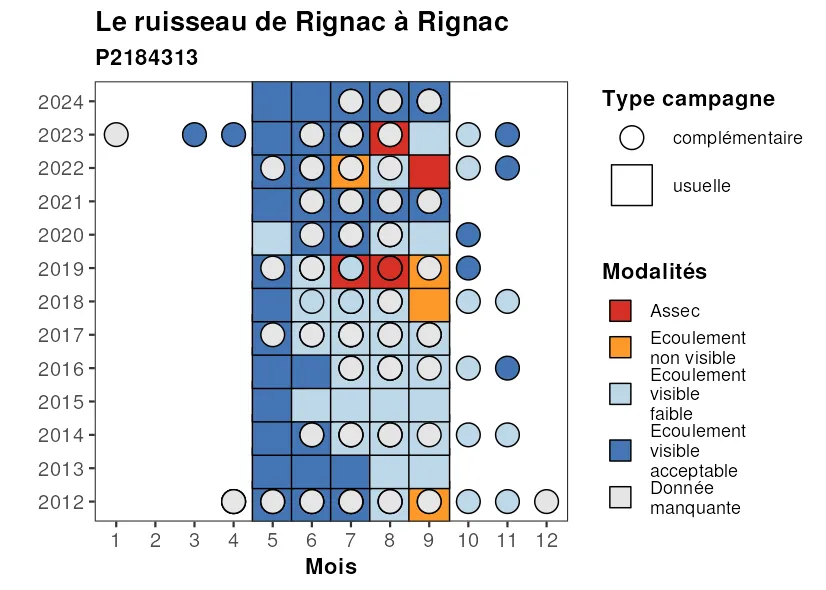 Le ruisseau de Rignac à Rignac
P2184313
2024
2023
2022
2021
2020
2019
2018
2017
2016
2015
2014
2013
2012
1 2 3 4 5 6 7 8 9 10 11 12
Mois
Type campagne
complémentaire
usuelle
Modalités
Assec
Ecoulement
non visible
Ecoulement
visible
faible
Ecoulement
visible
acceptable
Donnée
manquante